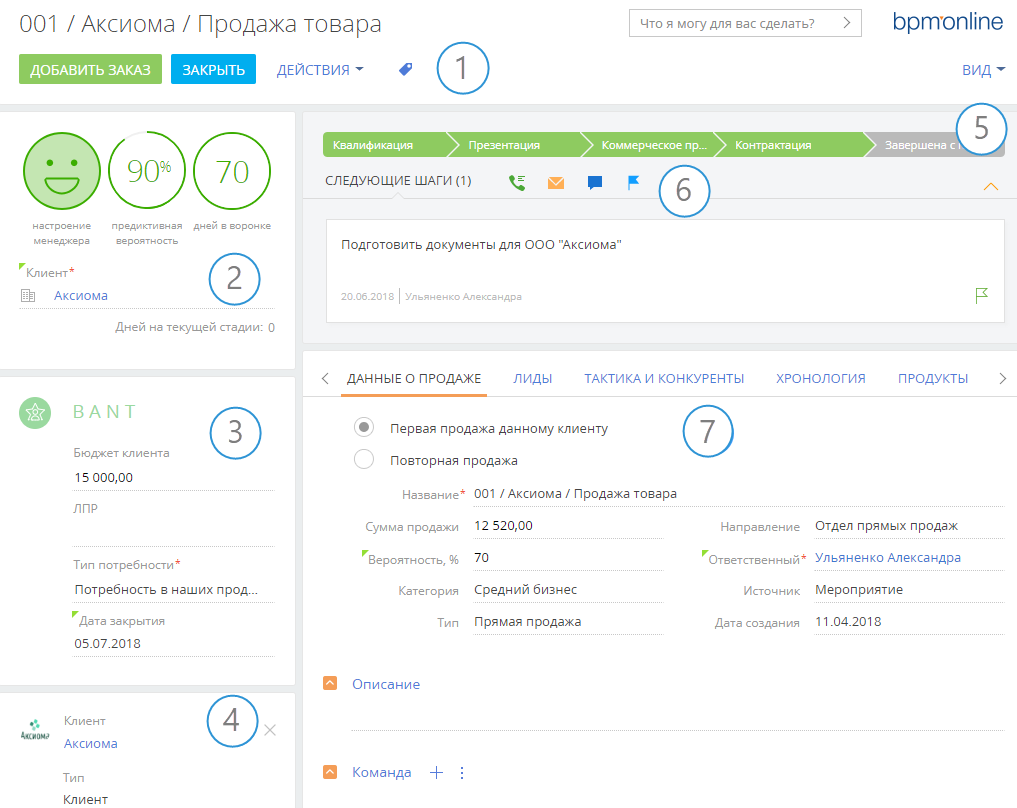 001 / Аксиома / Продажа товара
Что я могу для вас сделать?
bpmonline
ДОБАВИТЬ ЗАКАЗ
ЗАКРЫТЬ
ДЕЙСТВИЯ
1
ВИД
90%
70
настроение
менеджера
предиктивная
вероятность
дней в воронке
2
Клиент*
Аксиома
Дней на текущей стадии: 0
BANT
3
Бюджет клиента
15 000,00
ЛПР
Тип потребности*
Потребность в наших прод...
Дата закрытия
05.07.2018
4
Аксиома
Клиент
Аксиома
Тип
Клиент
5
Квалификация
Презентация
Коммерческое пр...
Контрактация
Завершена с
СЛЕДУЮЩИЕ ШАГИ (1)
6
Подготовить документы для ООО "Аксиома"
20.06.2018 Ульяненко Александра
ДАННЫЕ О ПРОДАЖЕ
ЛИДЫ
ТАКТИКА И КОНКУРЕНТЫ
ХРОНОЛОГИЯ
ПРОДУКТЫ
7
Первая продажа данному клиенту
Повторная продажа
Название* 001 / Аксиома / Продажа товара
Сумма продажи 12 520,00
Направление Отдел прямых продаж
Вероятность, % 70
Ответственный* Ульяненко Александра
Категория Средний бизнес
Источник Мероприятие
Тип Прямая продажа
Дата создания 11.04.2018
Описание
Команда